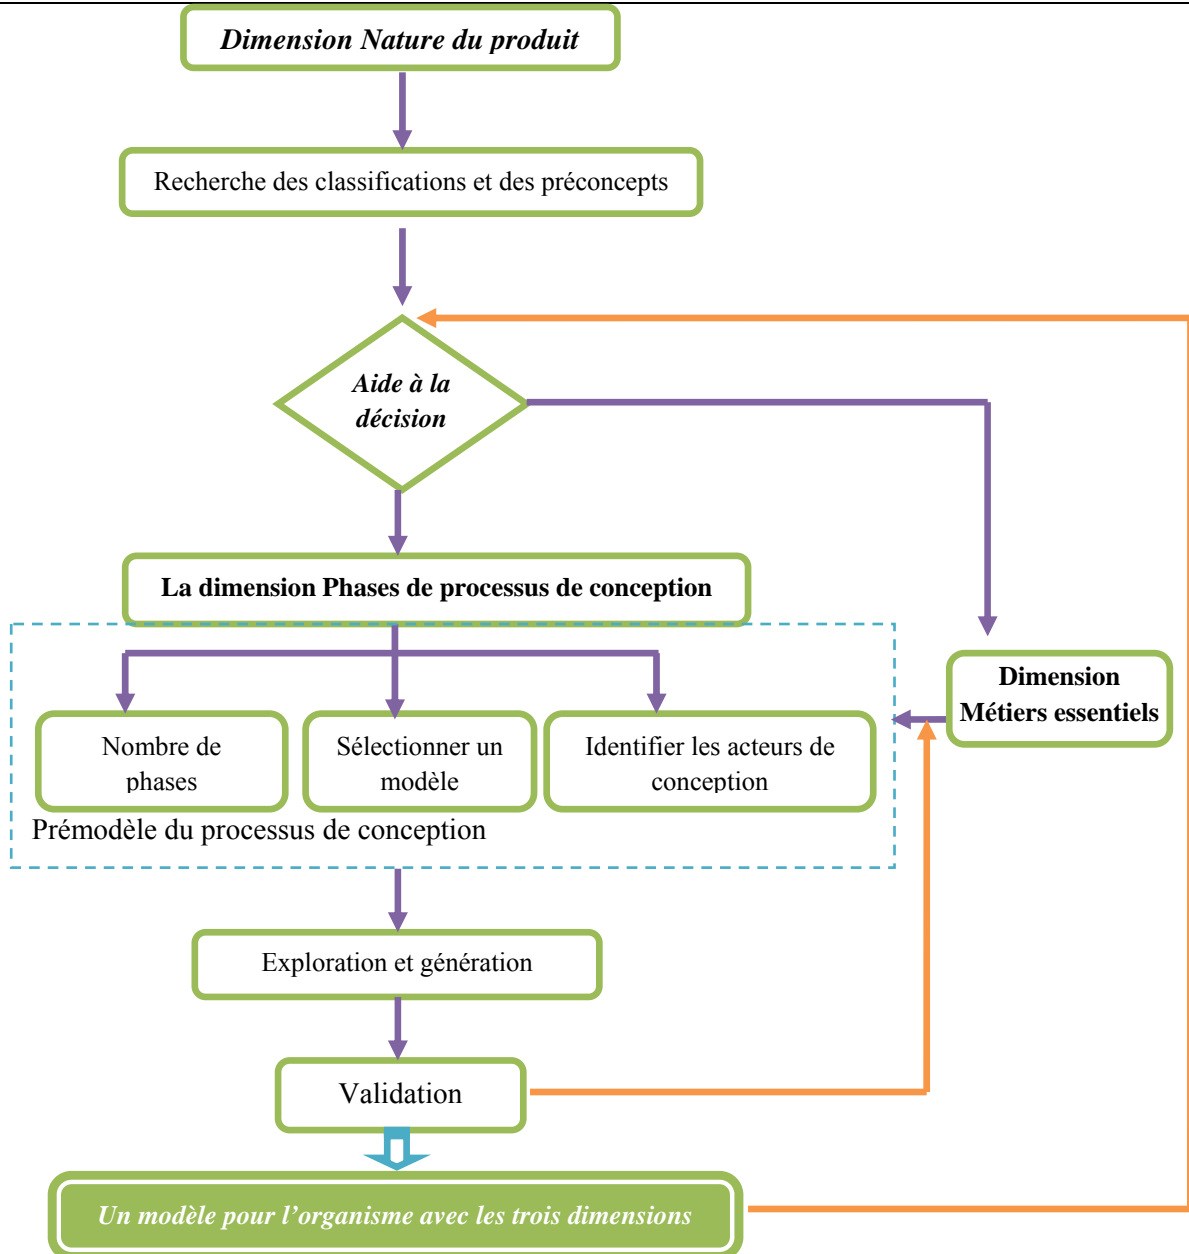 Dimension Nature du produit
Recherche des classifications et des préconcepts
Aide à la
décision
La dimension Phases de processus de conception
Dimension
Métiers essentiels
Nombre de
phases
Sélectionner un
modèle
Identifier les acteurs de
conception
Prémodèle du processus de conception
Exploration et génération
Validation
Un modèle pour l’organisme avec les trois dimensions